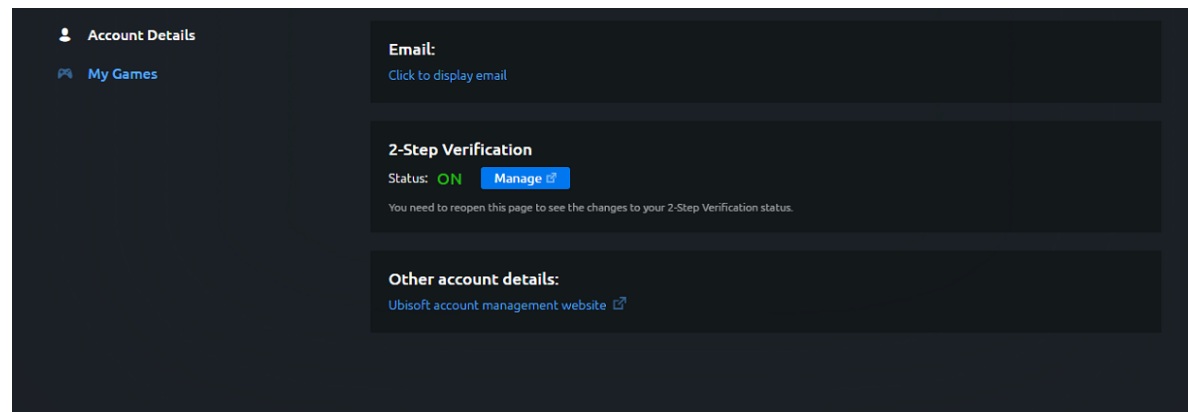 Account Details
My Games
Email:
Click to display email
2-Step Verification
Status: ON Manage
You need to reopen this page to see the changes to your 2-Step Verification status.
Other account details:
Ubisoft account management website